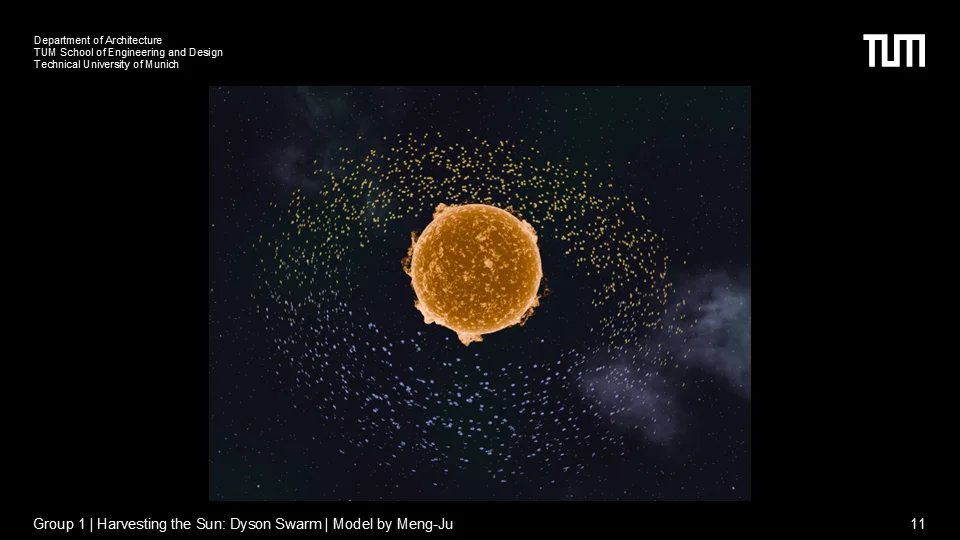 Department of Architecture
TUM School of Engineering and Design
Technical University of Munich
TUM
Group 1 | Harvesting the Sun: Dyson Swarm | Model by Meng-Ju
11